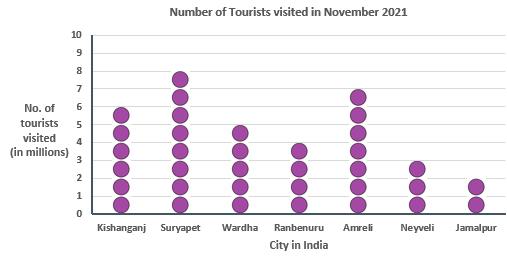 Number of Tourists visited in November 2021
10
9
8
7
6
5
4
3
2
1
0
No. of
tourists
visited
(in millions)
Kishanganj Suryapet Wardha Ranbenuru Amreli Neyveli Jamalpur
City in India